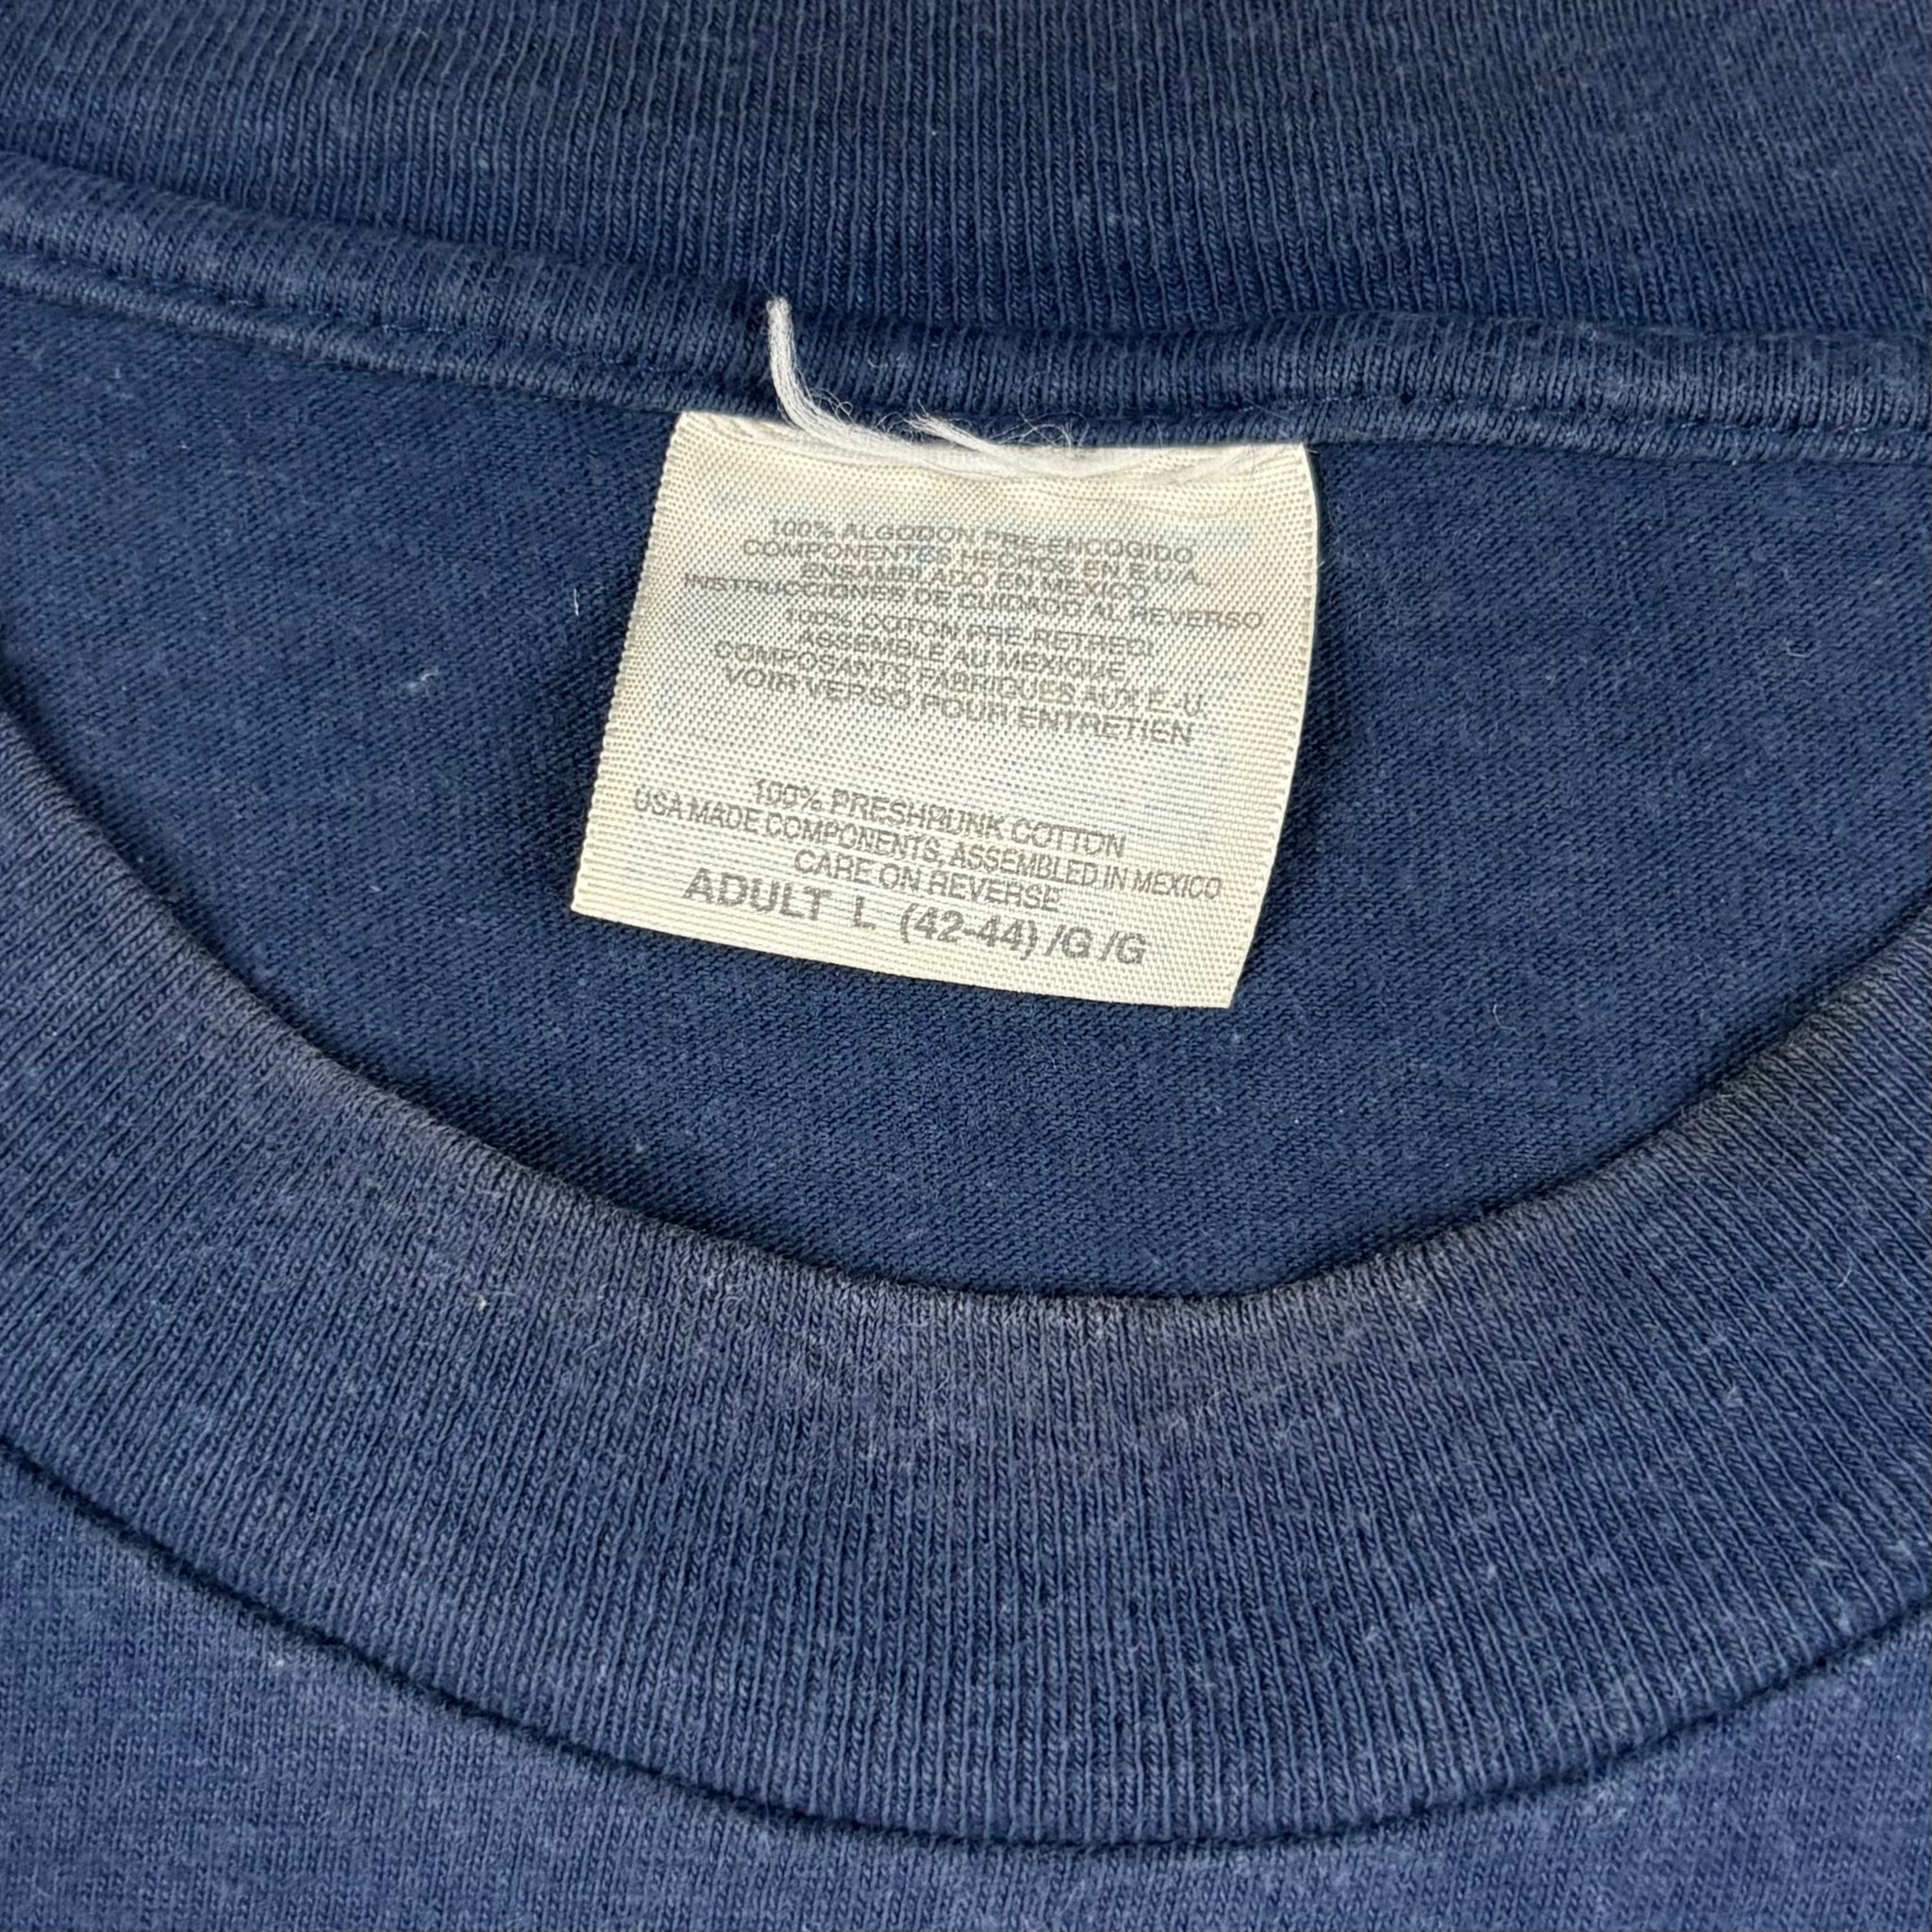 100% ALGODON PRE-ENCOGIDO
COMPONENTES HECHOS EN E.U.A.
ENSAMBLADO EN MEXICO
INSTRUCCIONES DE CUIDADO AL REVERSO
100% COTON PRE-RETREDI
ASSEMBLE AU MEXIQUE
COMPOSANTS FABRIQUES AUX E.-U.
VOIR VERSO POUR ENTRETIEN
100% PRESHRUNK COTTON
USA MADE COMPONENTS, ASSEMBLED IN MEXICO
CARE ON REVERSE
ADULT L (42-44) /G /G